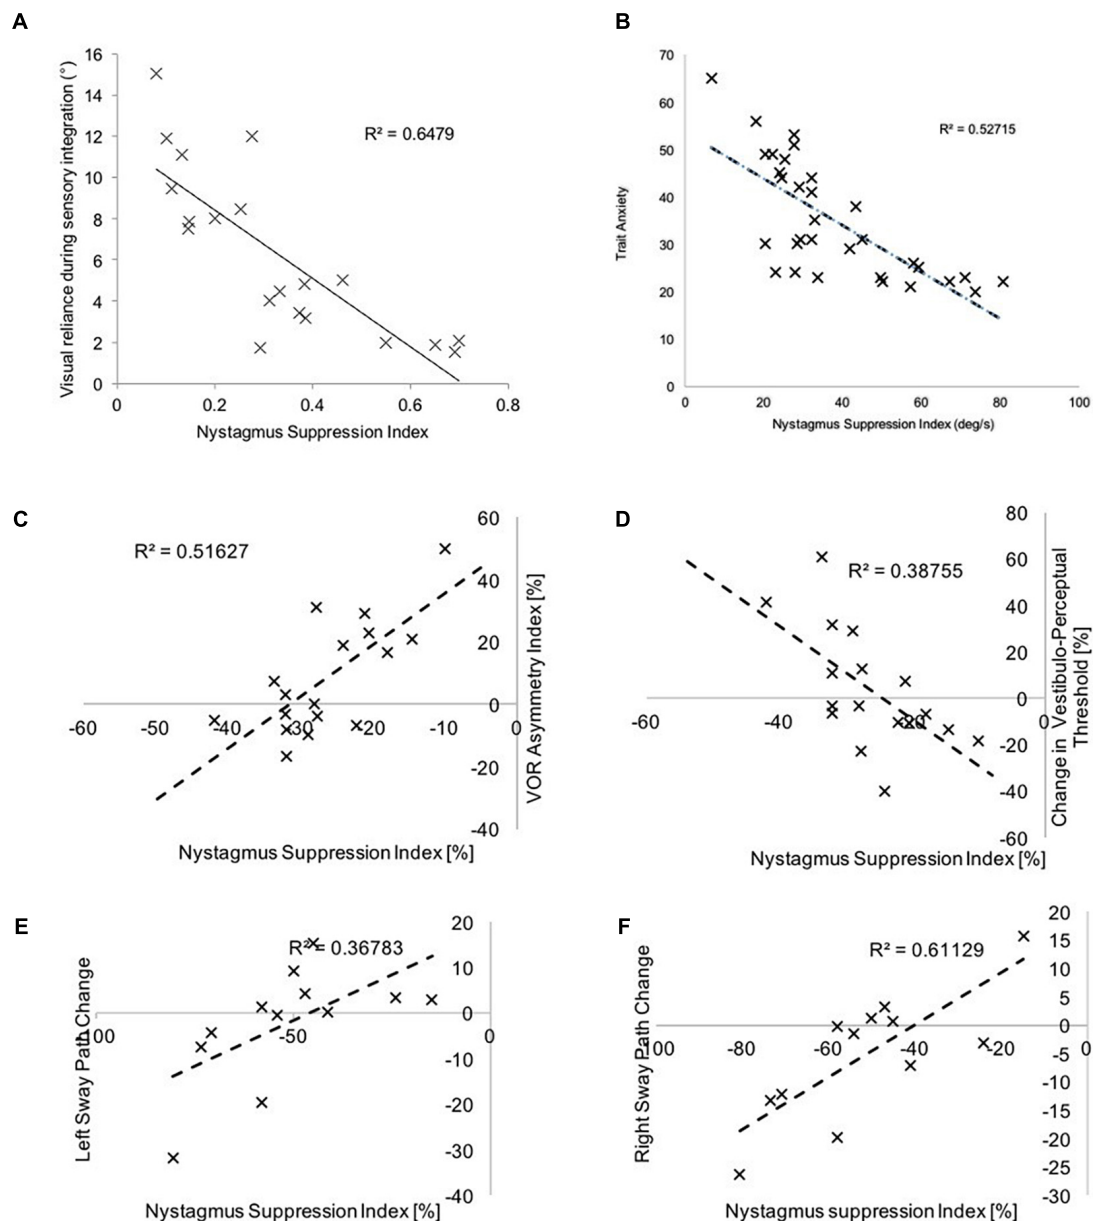 A
Visual reliance during sensory integration (°)
16
14
12
10
8
6
4
2
0
R² = 0.6479
0 0.2 0.4 0.6 0.8
Nystagmus Suppression Index
B
Trait Anxiety
70
60
50
40
30
20
10
0
R² = 0.52715
0 20 40 60 80 100
Nystagmus Suppression Index (deg/s)
C
R² = 0.51627
60
40
20
0
-20
-40
-60 -50 -40 -30 -20 -10 0
VOR Asymmetry Index [%]
Nystagmus Suppression Index [%]
D
R² = 0.38755
80
60
40
20
0
-20
-40
-60
-60 -40 -20 0
Change in Vestibulo-Perceptual
Threshold [%]
Nystagmus Suppression Index [%]
E
Left Sway Path Change
R² = 0.36783
20
10
0
-10
-20
-30
-40
-100 -50 0
Nystagmus Suppression Index [%]
F
Right Sway Path Change
R² = 0.61129
20
15
10
5
0
-5
-10
-15
-20
-25
-30
-100 -80 -60 -40 -20 0
Nystagmus suppression Index [%]